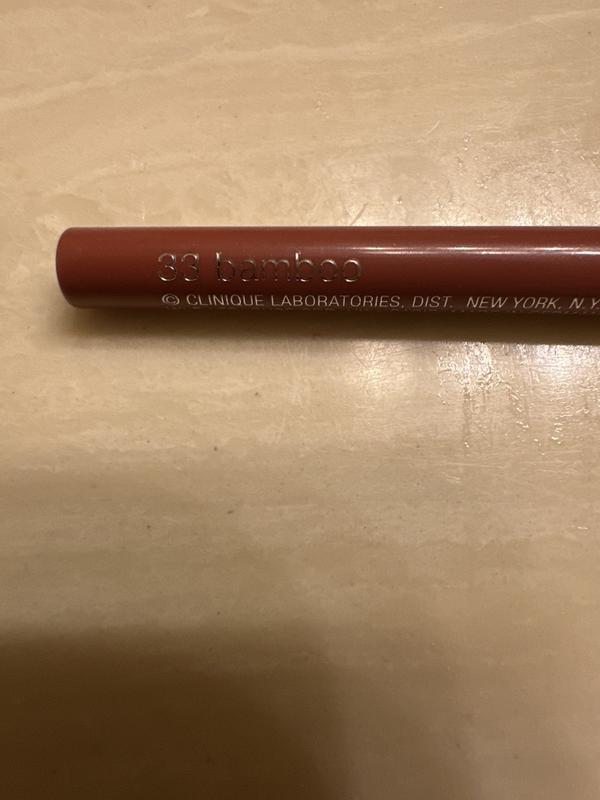 33 bamboo
© CLINIQUE LABORATORIES, DIST. NEW YORK, N.Y.